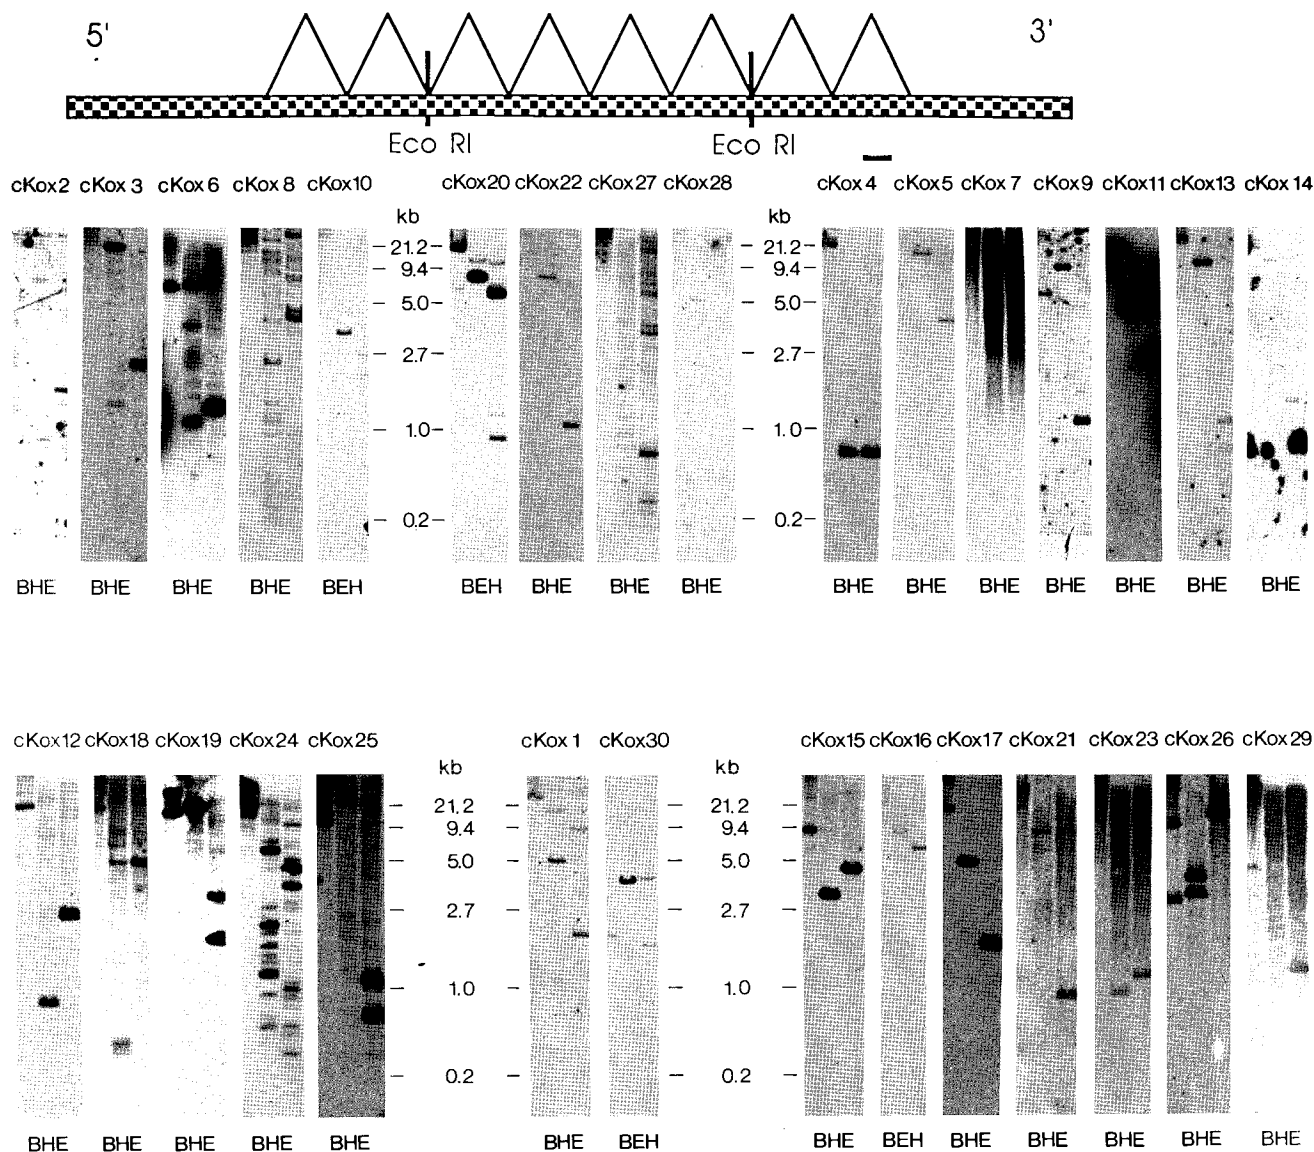 5' 3'
Eco RI Eco RI
cKox2 cKox 3 cKox 6 cKox 8 cKox10 cKox20 cKox22 cKox27 cKox28 cKox 4 cKox 5 cKox 7 cKox 9 cKox11 cKox13 cKox 14
kb kb
21.2 21.2
9.4 9.4
5.0 5.0
2.7 2.7
1.0 1.0
0.2 0.2
BHE BHE BHE BHE BEH BEH BHE BHE BHE BHE BHE BHE BHE BHE BHE BHE
cKox12 cKox18 cKox19 cKox24 cKox25 cKox 1 cKox30 cKox15 cKox16 cKox17 cKox21 cKox23 cKox26 cKox29
kb kb
21.2 21.2
9.4 9.4
5.0 5.0
2.7 2.7
1.0 1.0
0.2 0.2
BHE BHE BHE BHE BHE BHE BEH BHE BEH BHE BHE BHE BHE BHE